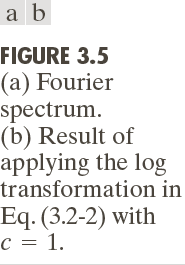 a b
FIGURE 3.5
(a) Fourier
spectrum.
(b) Result of
applying the log
transformation in
Eq. (3.2-2) with
c = 1.